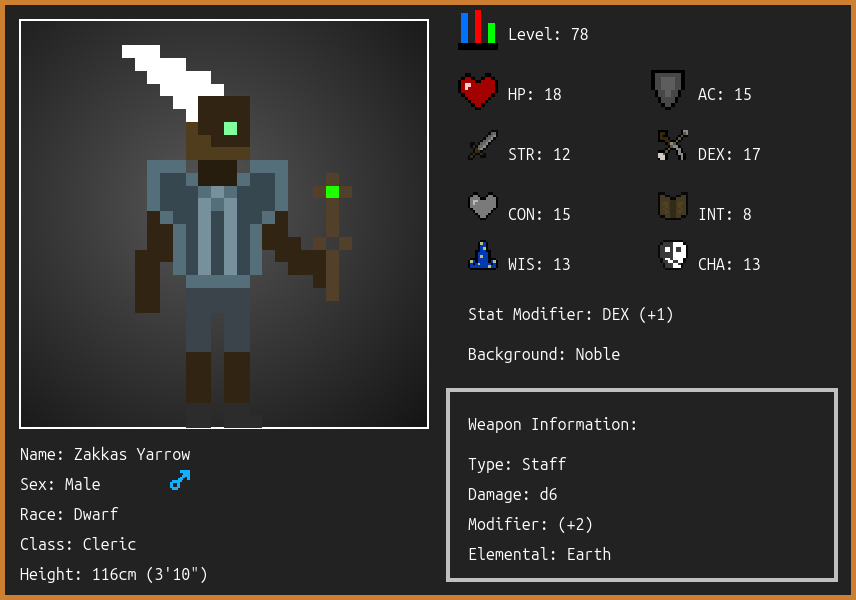 Level: 78
HP: 18
AC: 15
STR: 12
DEX: 17
CON: 15
INT: 8
WIS: 13
CHA: 13
Stat Modifier: DEX (+1)
Background: Noble
Weapon Information:
Type: Staff
Damage: d6
Modifier: (+2)
Elemental: Earth
Name: Zakkas Yarrow
Sex: Male
Race: Dwarf
Class: Cleric
Height: 116cm (3'10")